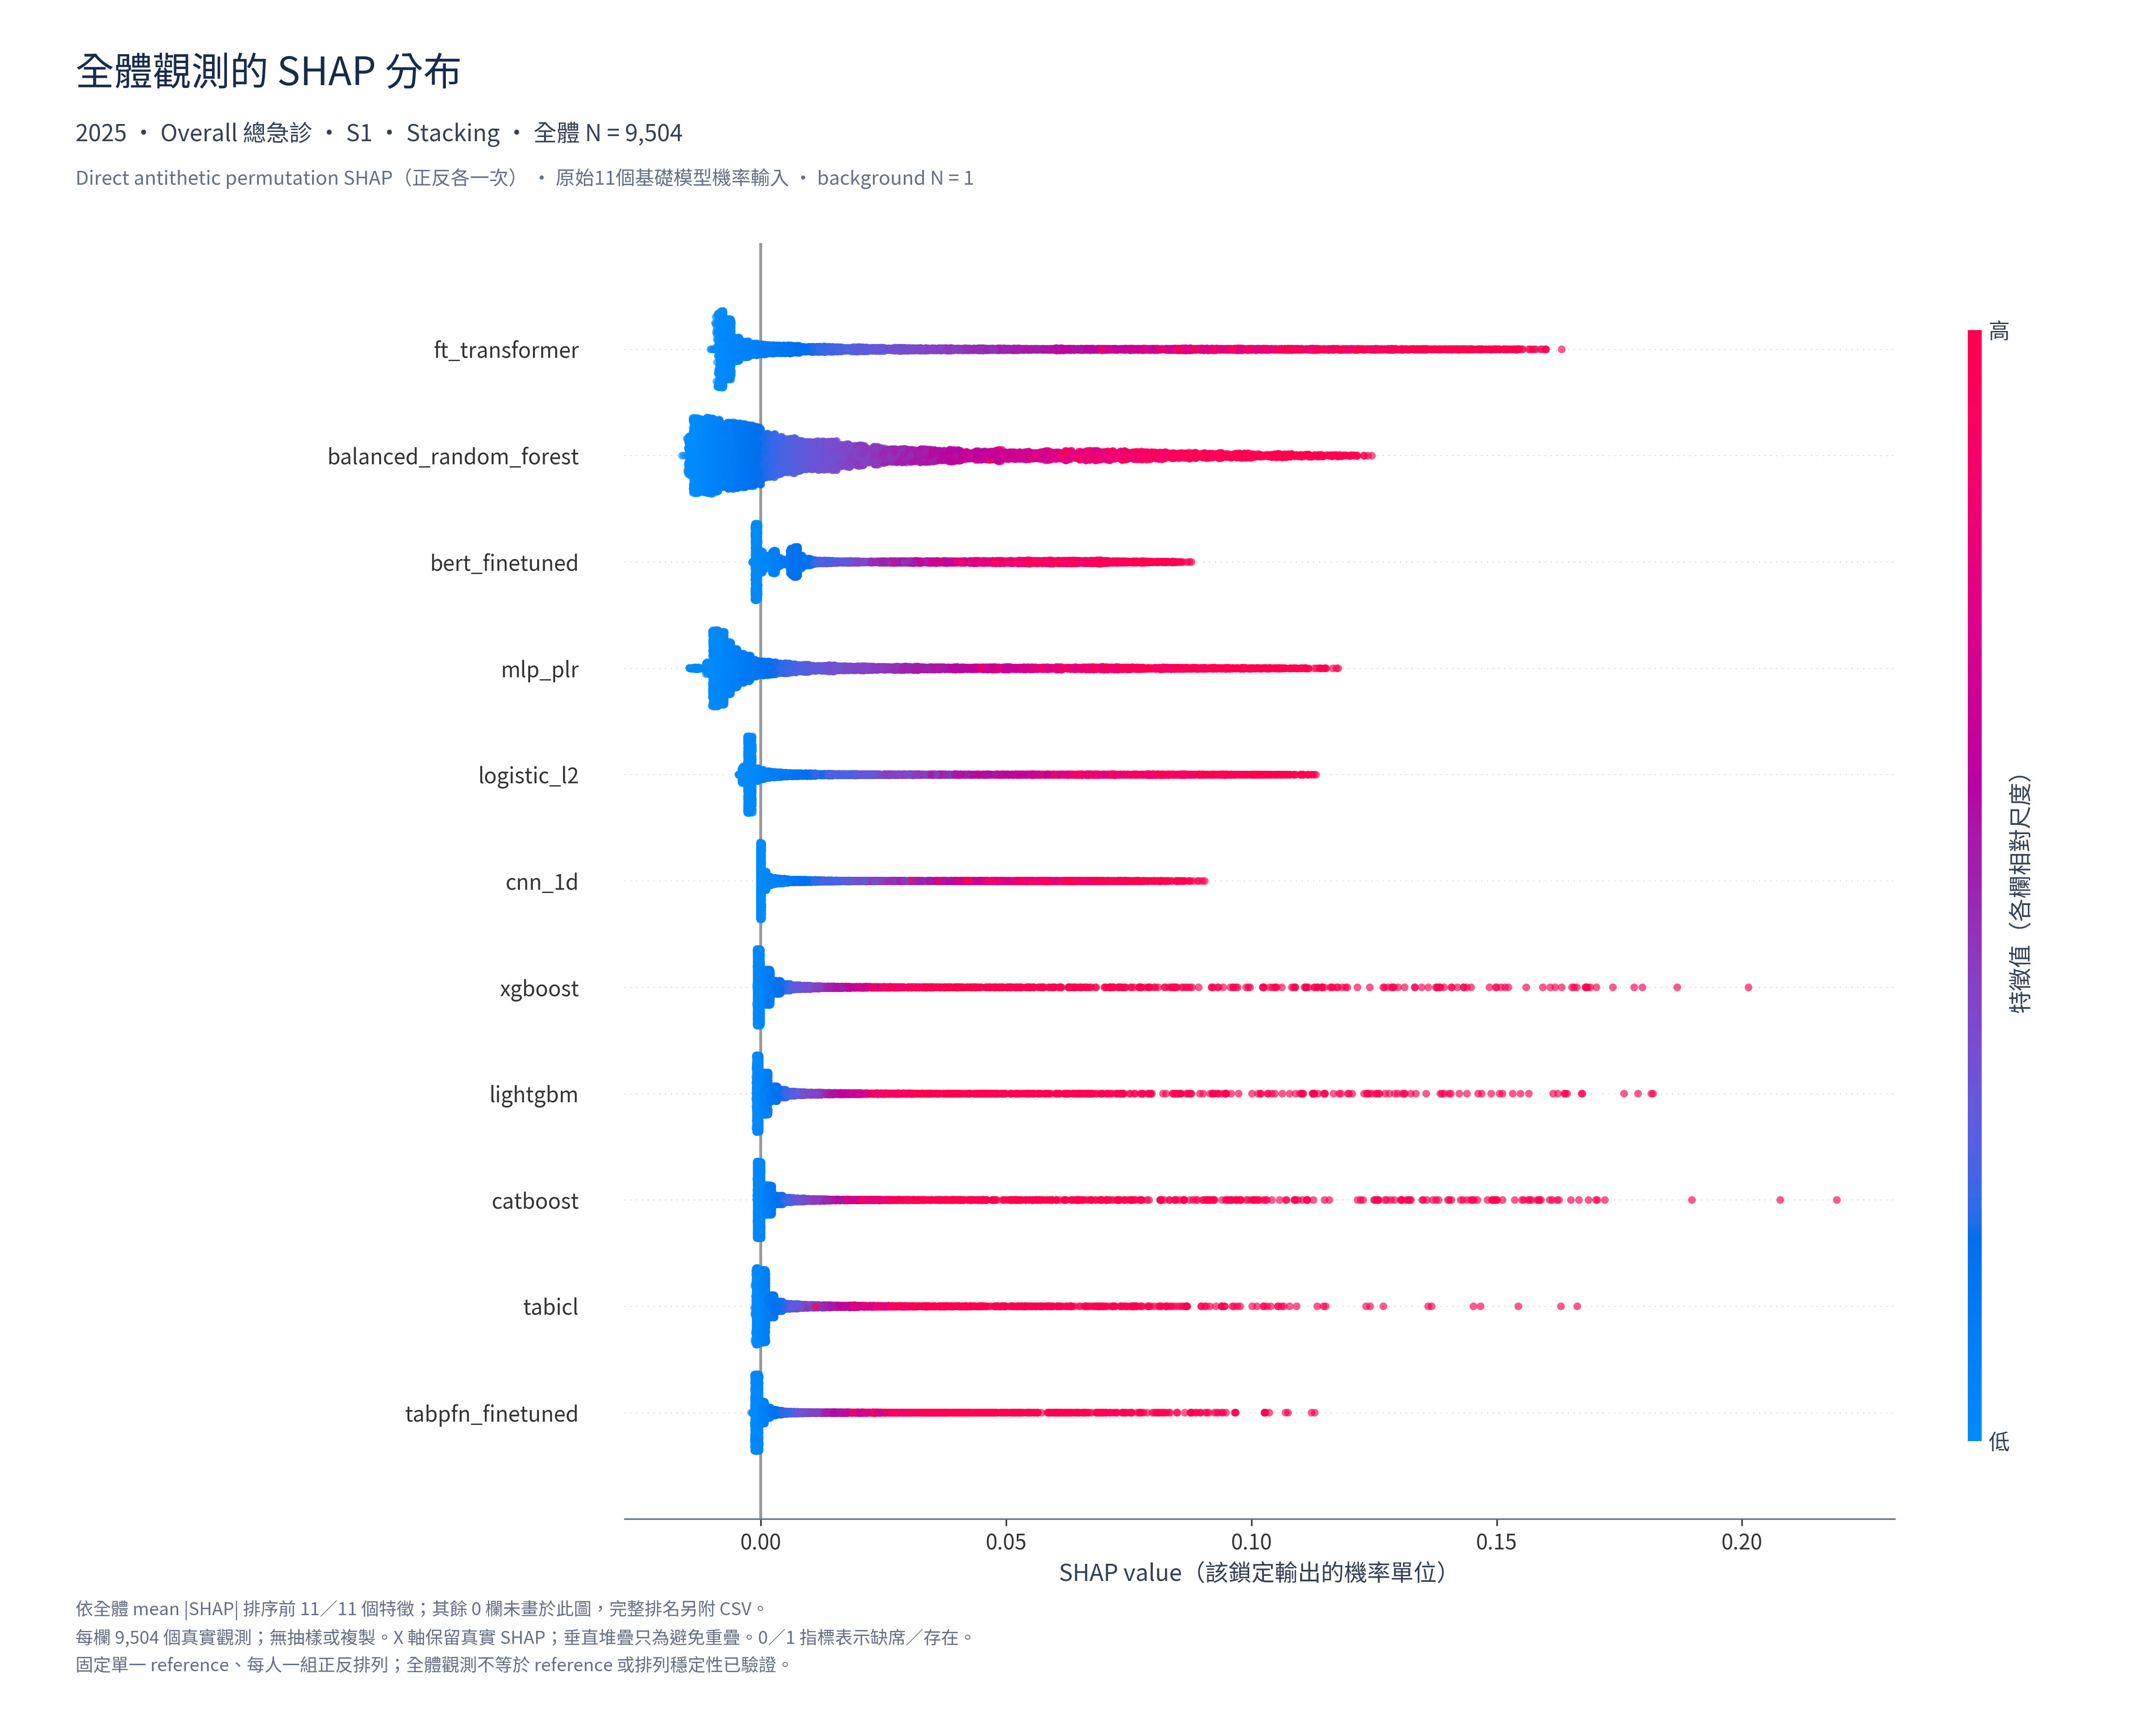 全體觀測的 SHAP 分布
2025 • Overall 總急診 • S1 • Stacking • 全體 N = 9,504
Direct antithetic permutation SHAP（正反各一次） • 原始11個基礎模型機率輸入 • background N = 1
高
ft_transformer
balanced_random_forest
bert_finetuned
mlp_plr
logistic_l2
cnn_1d
xgboost
特徵值（各欄相對尺度）
lightgbm
catboost
tabicl
tabpfn_finetuned
低
0.00 0.05 0.10 0.15 0.20
SHAP value（該鎖定輸出的機率單位）
依全體 mean |SHAP| 排序前 11／11 個特徵；其餘 0 欄未畫於此圖，完整排名另附 CSV。
每欄 9,504 個真實觀測；無抽樣或複製。X 軸保留真實 SHAP；垂直堆疊只為避免重疊。0／1 指標表示缺席／存在。
固定單一 reference、每人一組正反排列；全體觀測不等於 reference 或排列穩定性已驗證。